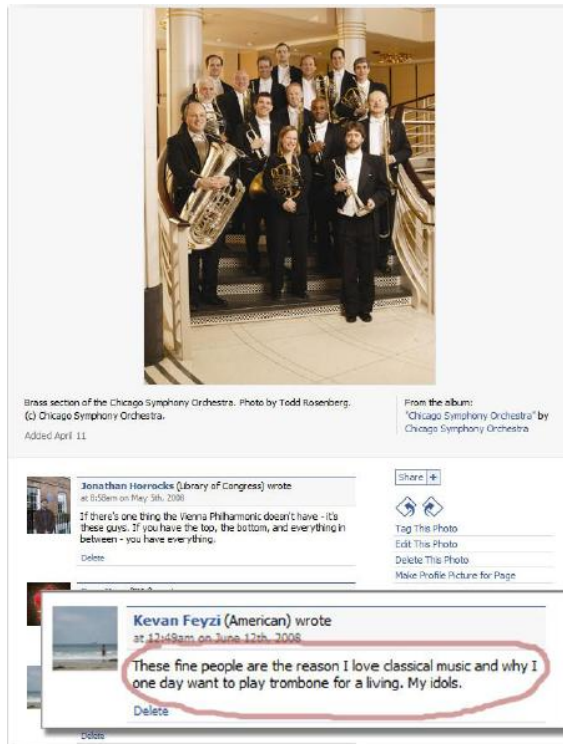 Brass section of the Chicago Symphony Orchestra. Photo by Todd Rosenberg.
(c) Chicago Symphony Orchestra.
Added April 11
From the album:
"Chicago Symphony Orchestra" by
Chicago Symphony Orchestra
Jonathan Horrocks (Library of Congress) wrote
at 8:58am on May 5th, 2008
If there's one thing the Vienna Philharmonic doesn't have - it's
these guys. If you have the top, the bottom, and everything in
between - you have everything.
Delete
Share +
Tag This Photo
Edit This Photo
Delete This Photo
Make Profile Picture for Page
Kevan Feyzi (American) wrote
at 12:49am on June 12th, 2008
These fine people are the reason I love classical music and why I
one day want to play trombone for a living. My idols.
Delete
Delete